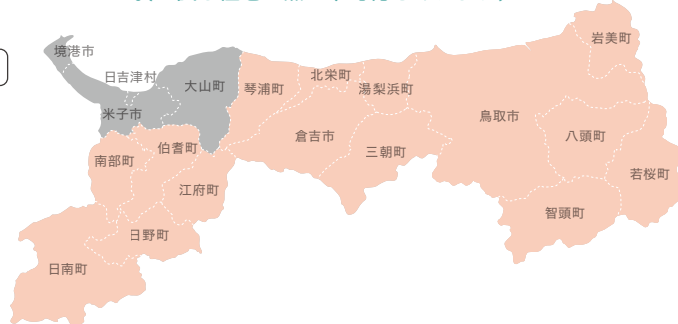 岩美町
境港市
日吉津村
大山町
琴浦町
北栄町
湯梨浜町
鳥取市
米子市
倉吉市
三朝町
八頭町
南部町
伯耆町
若桜町
江府町
智頭町
日野町
日南町